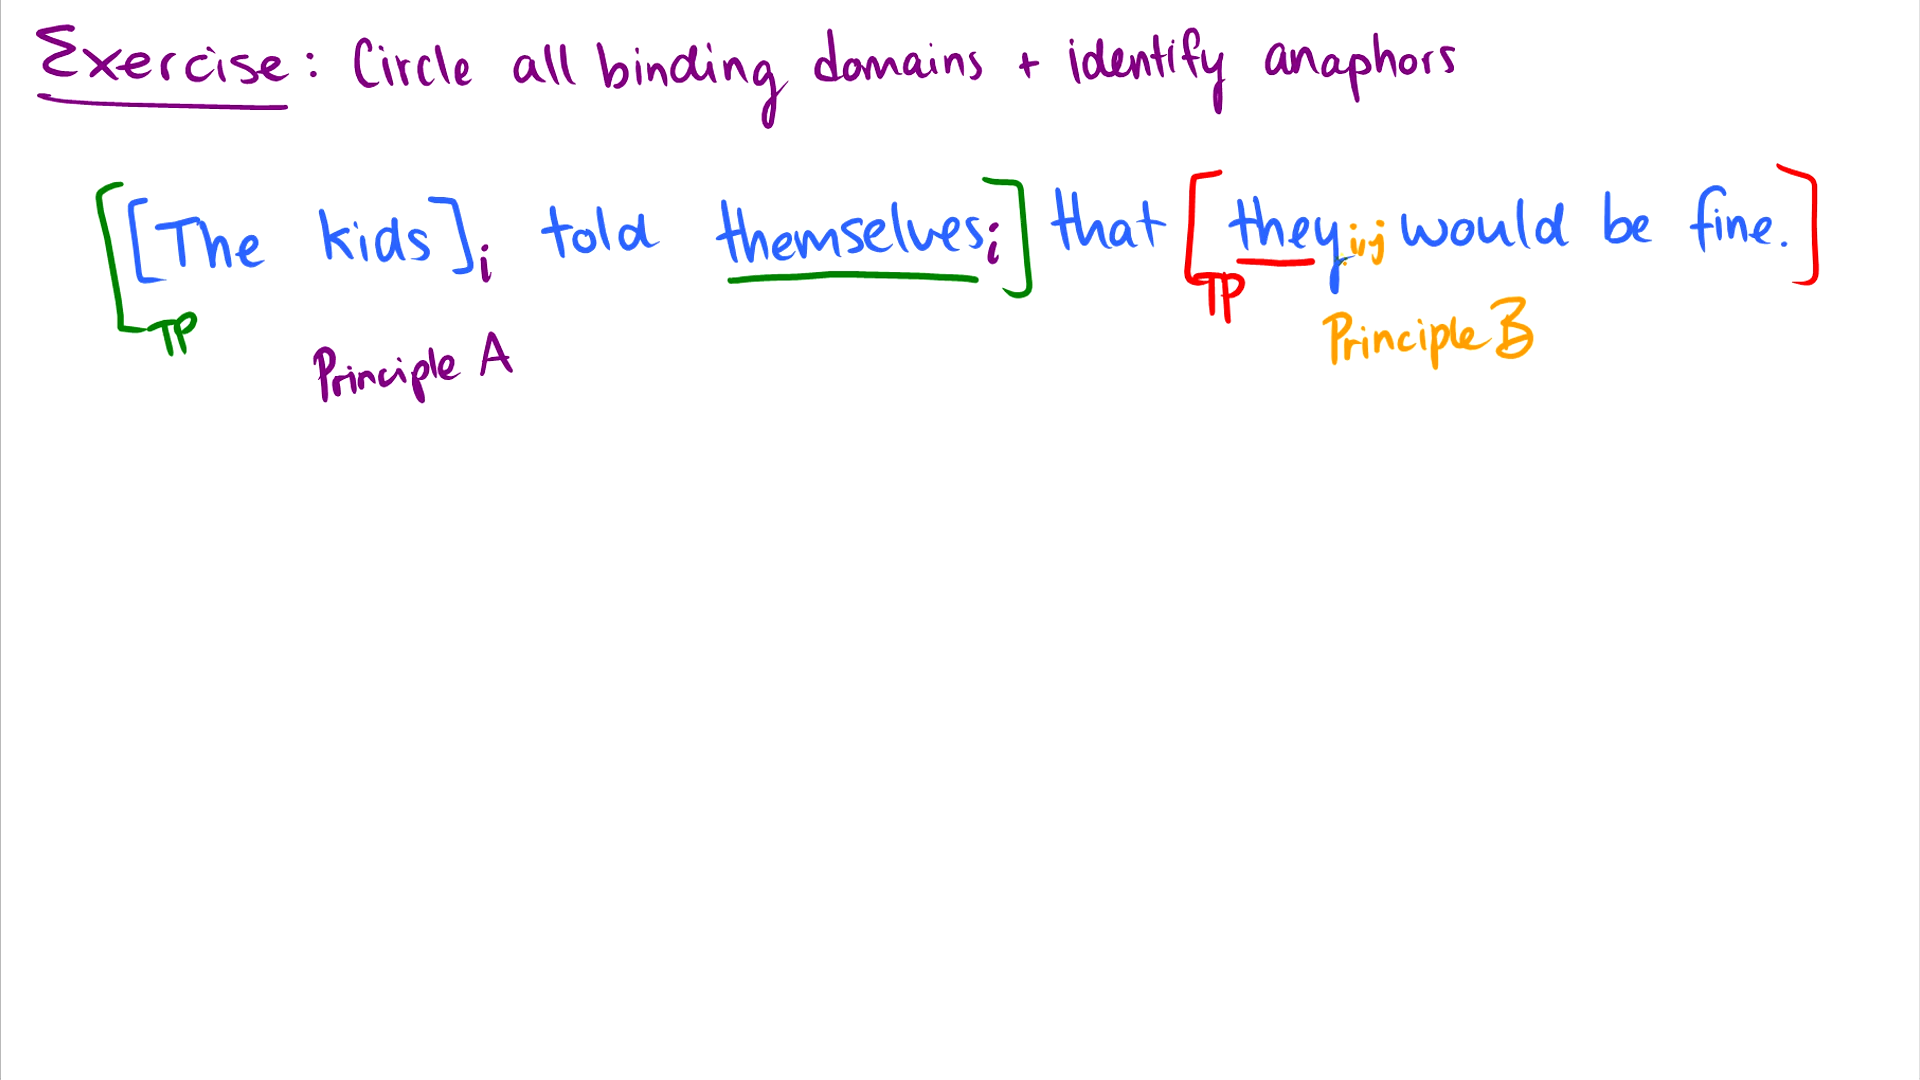 Exercise: Circle all binding domains + identify anaphors
[[The kids]i told themselvesi] that [they i,j would be fine.]
TP TP
Principle A Principle B